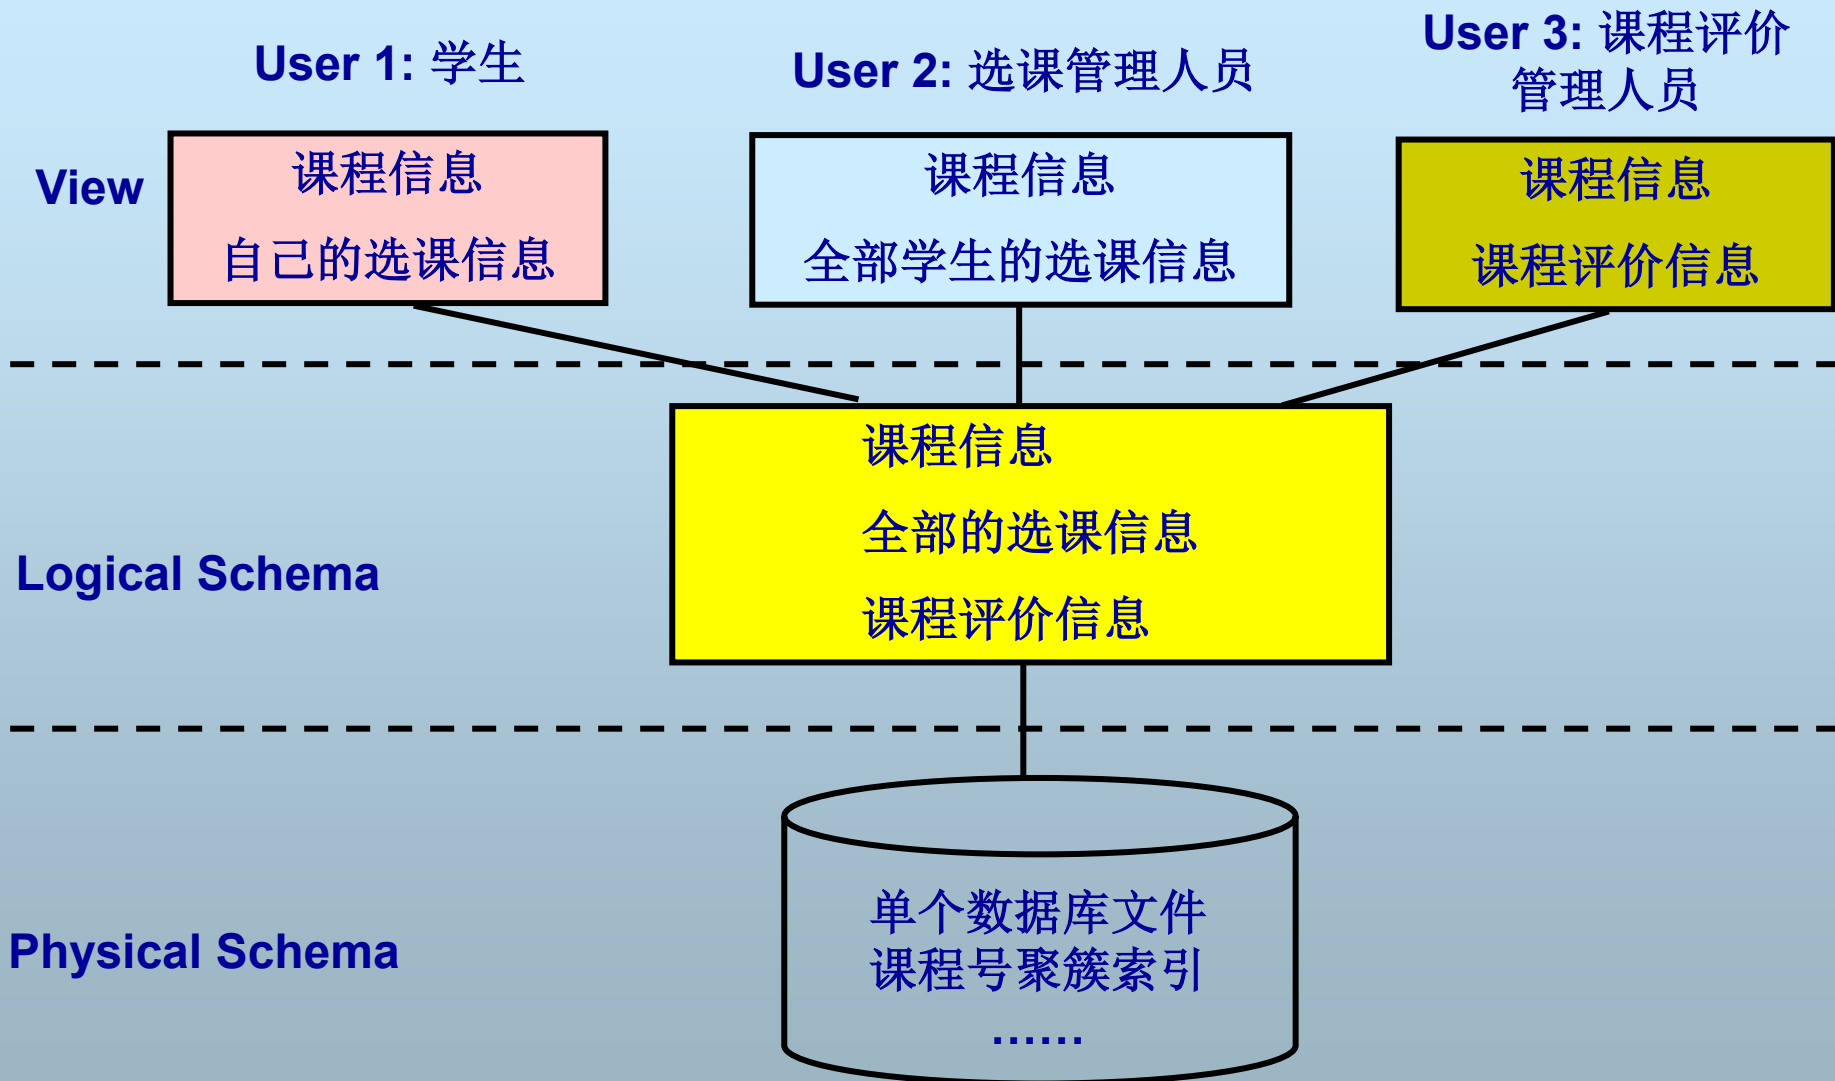 User 1: 学生
User 2: 选课管理人员
User 3: 课程评价
管理人员
View
课程信息
自己的选课信息
课程信息
全部学生的选课信息
课程信息
课程评价信息
Logical Schema
课程信息
全部的选课信息
课程评价信息
Physical Schema
单个数据库文件
课程号聚簇索引
……